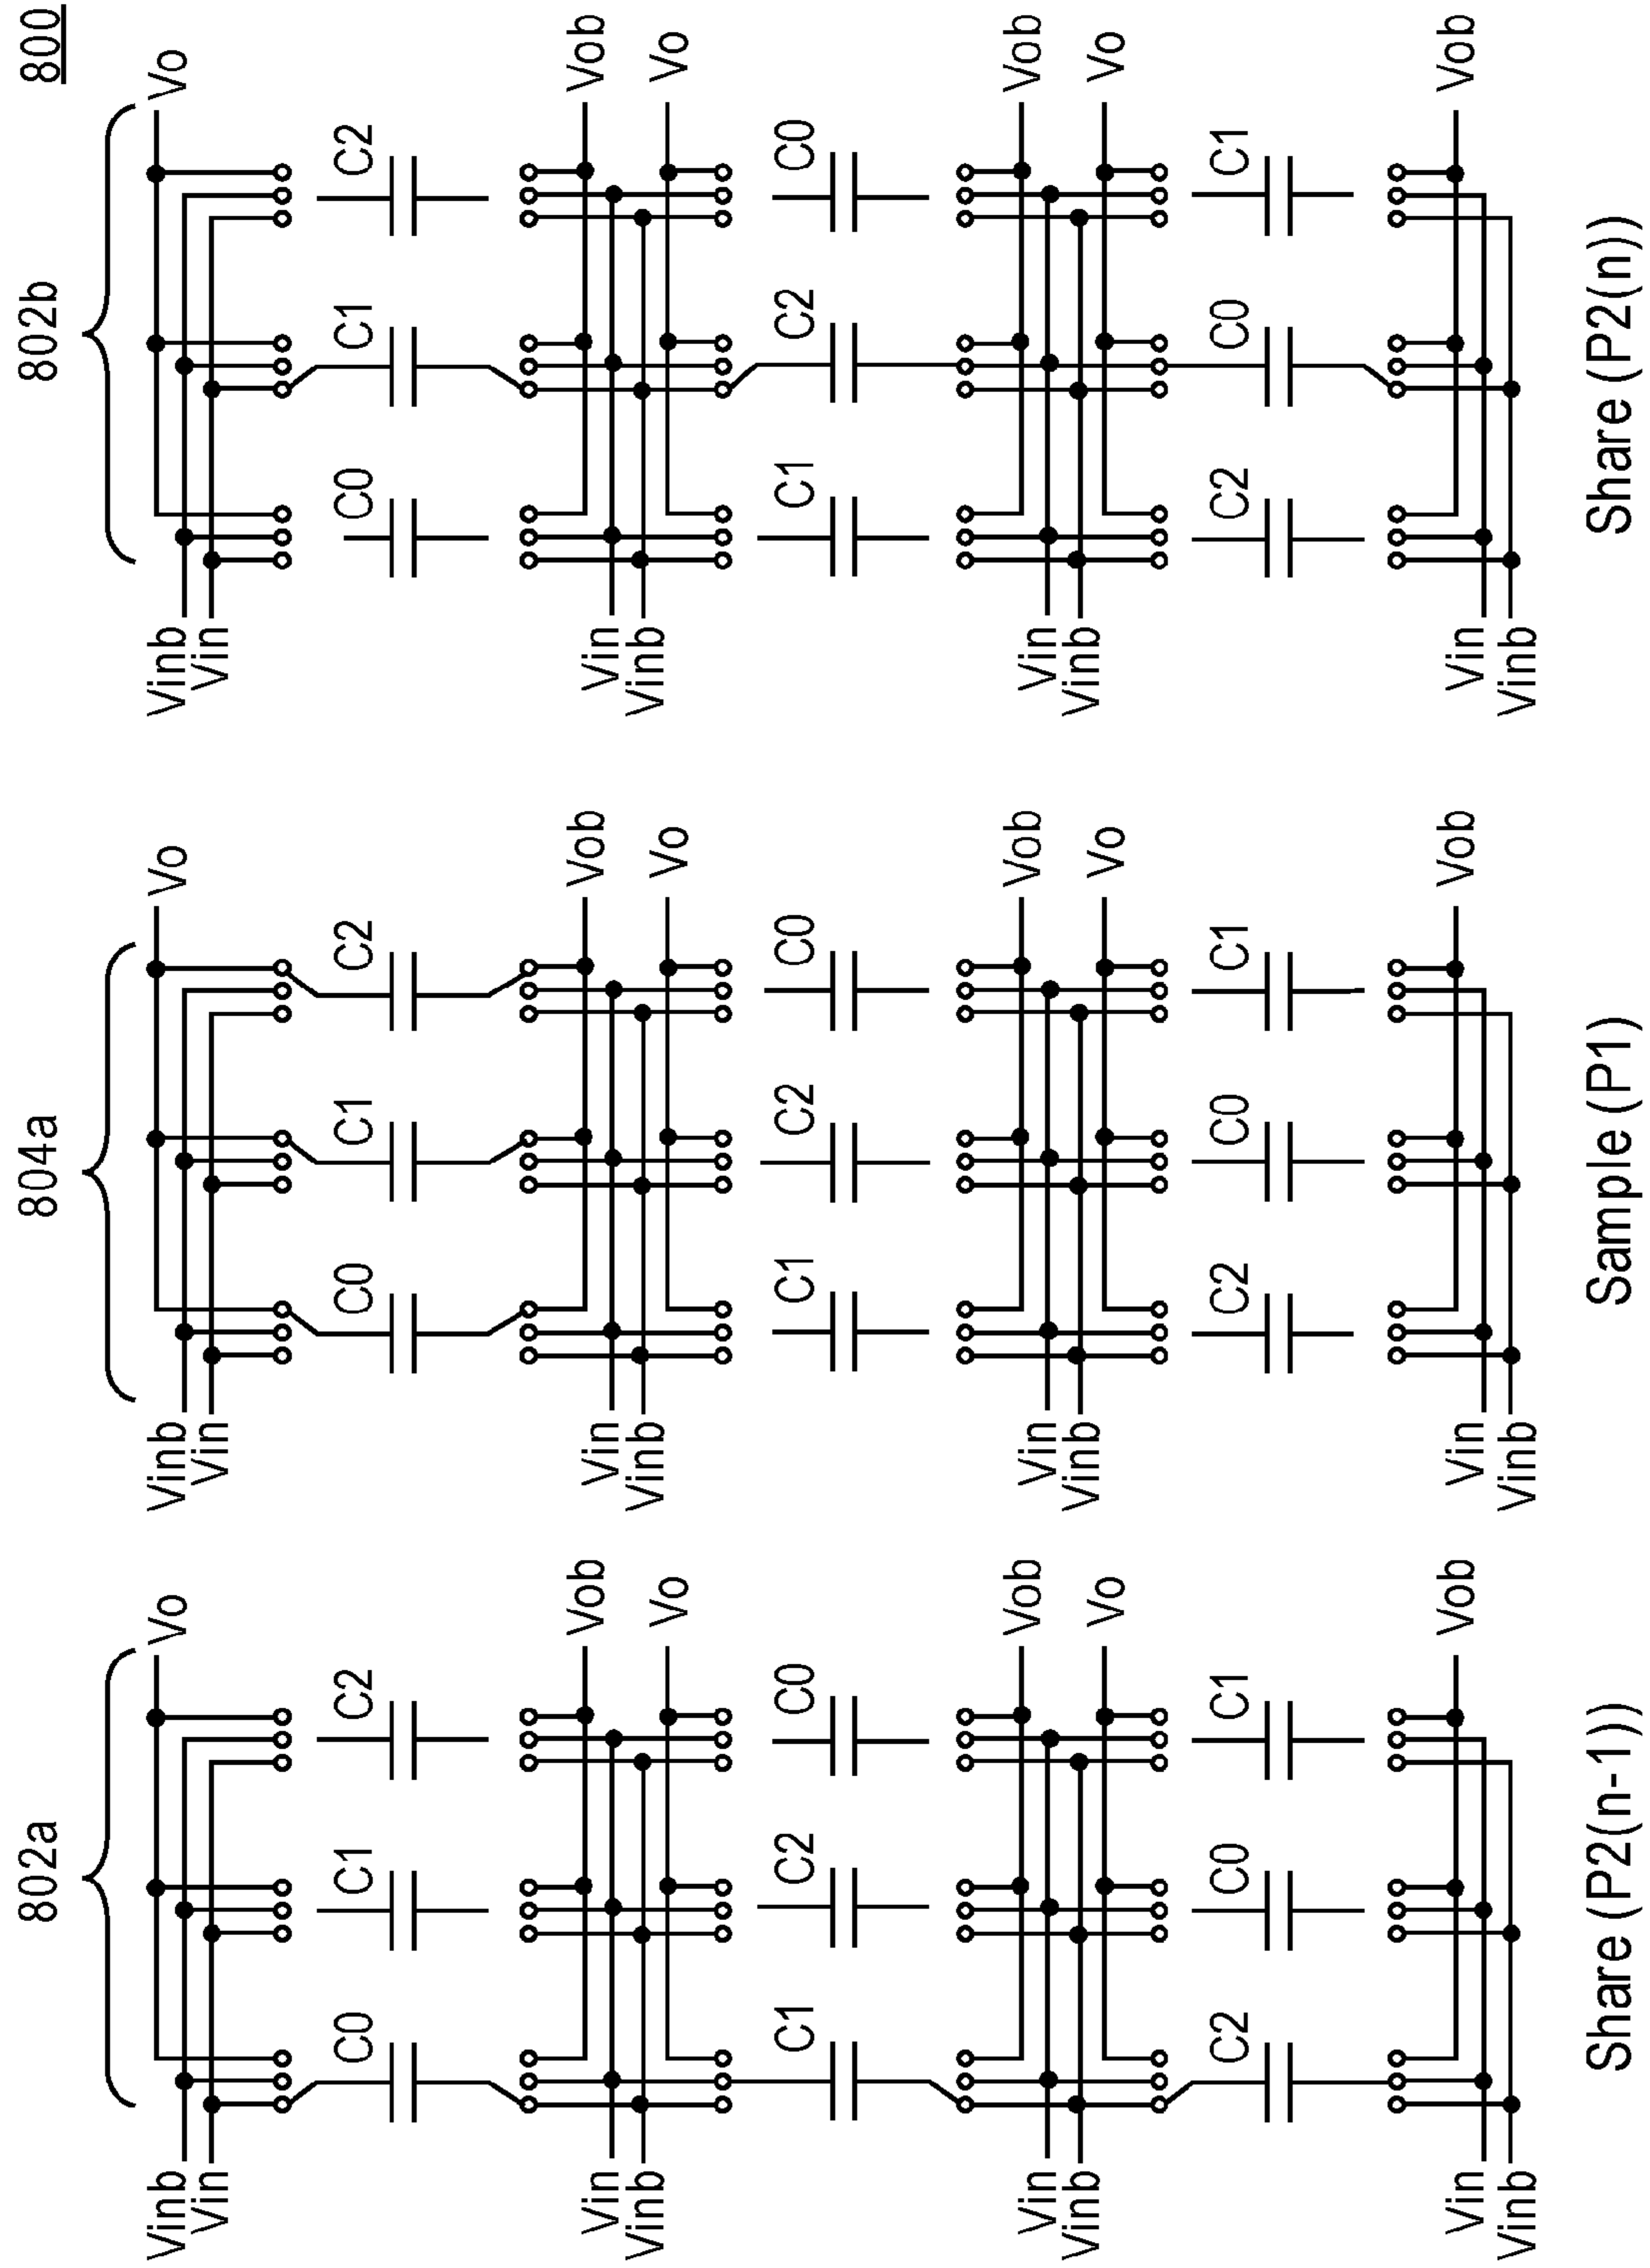 800
802a
Vo
Vinb
Vin
C0 C1 C2
Vob
Vin
Vinb
Vo
C1 C2 C0
Vob
Vin
Vinb
Vo
C2 C0 C1
Vob
Vin
Vinb
Share (P2(n-1))
804a
Vo
Vinb
Vin
C0 C1 C2
Vob
Vin
Vinb
Vo
C1 C2 C0
Vob
Vin
Vinb
Vo
C2 C0 C1
Vob
Vin
Vinb
Sample (P1)
802b
Vo
Vinb
Vin
C0 C1 C2
Vob
Vin
Vinb
Vo
C1 C2 C0
Vob
Vin
Vinb
Vo
C2 C0 C1
Vob
Vin
Vinb
Share (P2(n))